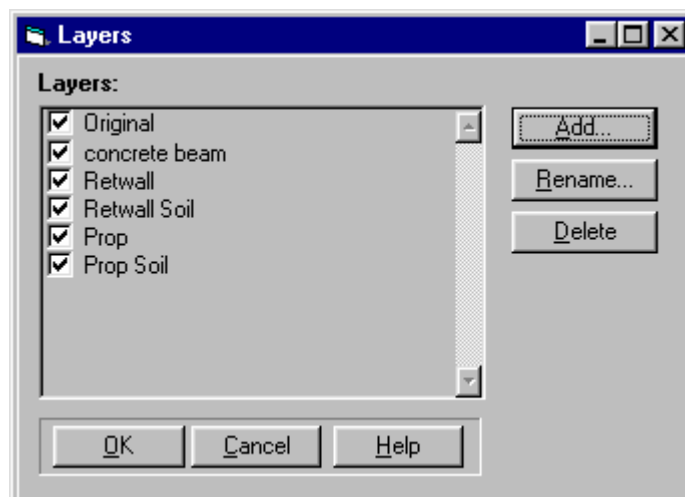 Layers
Layers:
Original
concrete beam
Retwall
Retwall Soil
Prop
Prop Soil
Add...
Rename...
Delete
OK
Cancel
Help